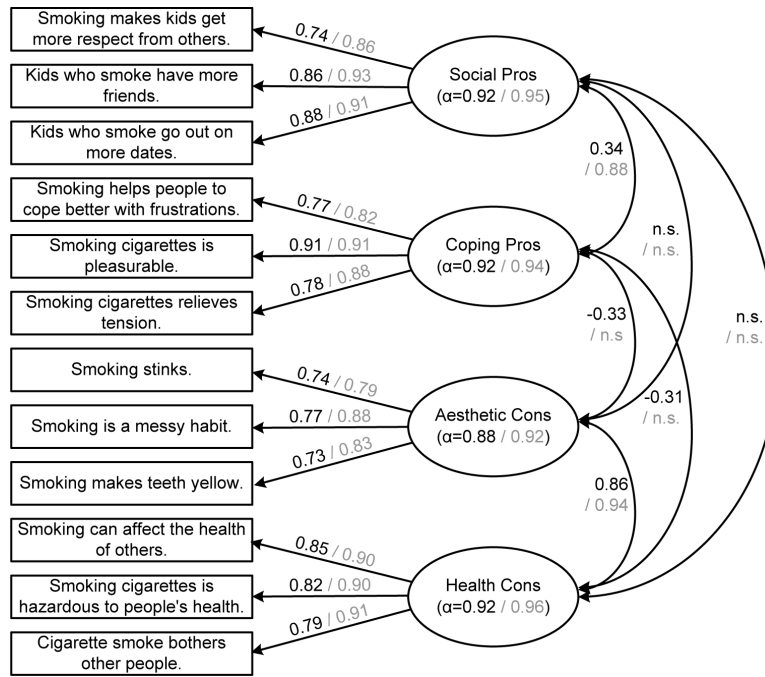 Smoking makes kids get
more respect from others.
0.74 / 0.86
Kids who smoke have more
friends.
0.86 / 0.93
Social Pros
(α=0.92 / 0.95)
Kids who smoke go out on
more dates.
0.88 / 0.91
0.34
/ 0.88
Smoking helps people to
cope better with frustrations.
0.77 / 0.82
Smoking cigarettes is
pleasurable.
0.91 / 0.91
Coping Pros
(α=0.92 / 0.94)
n.s.
/ n.s.
Smoking cigarettes relieves
tension.
0.78 / 0.88
-0.33
/ n.s
n.s.
/ n.s.
Smoking stinks.
0.74 / 0.79
-0.31
/ n.s.
Smoking is a messy habit.
0.77 / 0.88
Aesthetic Cons
(α=0.88 / 0.92)
Smoking makes teeth yellow.
0.73 / 0.83
0.86
/ 0.94
Smoking can affect the health
of others.
0.85 / 0.90
Smoking cigarettes is
hazardous to people's health.
0.82 / 0.90
Health Cons
(α=0.92 / 0.96)
Cigarette smoke bothers
other people.
0.79 / 0.91